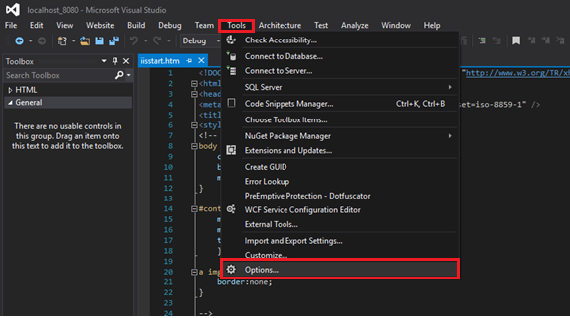 localhost_8080 - Microsoft Visual Studio
File Edit View Website Build Debug Team Tools Architecture Test Analyze Window Help
Debug
Toolbox
Search Toolbox
HTML
General
There are no usable controls in
this group. Drag an item onto
this text to add it to the toolbox.
iisstart.htm
Check Accessibility...
Connect to Database...
Connect to Server...
SQL Server
Code Snippets Manager... Ctrl+K, Ctrl+B
Choose Toolbox Items...
NuGet Package Manager
Extensions and Updates...
Create GUID
Error Lookup
PreEmptive Protection - Dotfuscator
WCF Service Configuration Editor
External Tools...
Import and Export Settings...
Customize...
Options...
1 <!DOC "http://www.w3.org/TR/xh
2 <html
3 <head
4 <meta set=iso-8859-1" />
5 <title
6 <style
7 <!--
8 body
9
10
11 m
12 }
13
14 #cont
15 m
16 m
17 t
18 }
19
20 a img
21 border:none;
22 }
23
24 -->